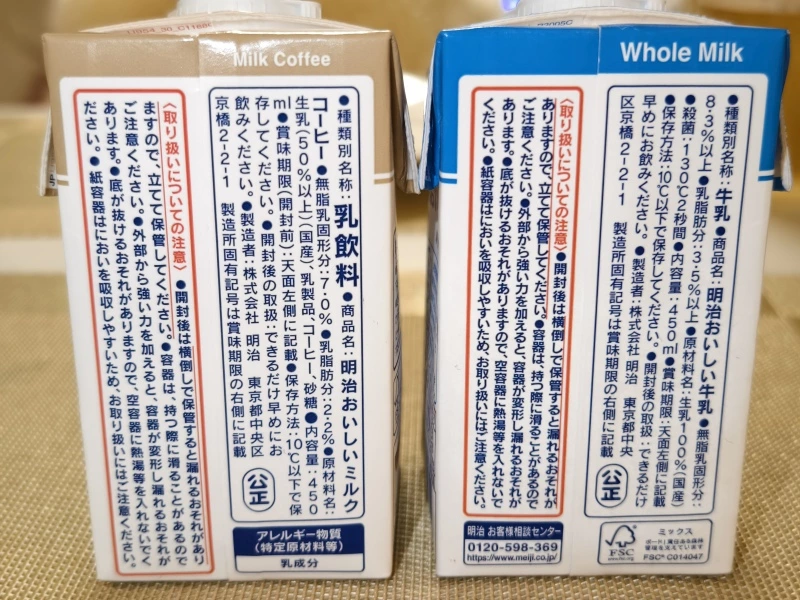 Milk Coffee
●種類別名称：乳飲料●商品名：明治おいしいミルク
コーヒー●無脂乳固形分：7.0%●乳脂肪分：2.2%●原材料名：
生乳(50%以上)(国産)、乳製品、コーヒー、砂糖●内容量：450
ml●賞味期限(開封前)：天面左側に記載●保存方法：10℃以下で保
存してください。●開封後の取扱：できるだけ早めにお
飲みください。●製造者：株式会社 明治 東京都中央区
京橋2-2-1 製造所固有記号は賞味期限の右側に記載
公正
〈取り扱いについての注意〉●開封後は横倒しで保管すると漏れるおそれがあり
ますので、立てて保管してください。●容器は、持つ際に滑ることがあるので
ご注意ください。●外部から強い力を加えると、容器が変形し漏れるおそれが
あります。●底が抜けるおそれがありますので、空容器に熱湯等を入れないでく
ださい。●紙容器はにおいを吸収しやすいため、お取り扱いにはご注意ください。
アレルギー物質
(特定原材料等)
乳成分
Whole Milk
●種類別名称：牛乳●商品名：明治おいしい牛乳●無脂乳固形分：
8.3%以上●乳脂肪分：3.5%以上●原材料名：生乳100%(国産)
●殺菌：130℃2秒間●内容量：450ml●賞味期限：天面左側に記載
●保存方法：10℃以下で保存してください。●開封後の取扱：できるだけ
早めにお飲みください。●製造者：株式会社 明治 東京都中央
区京橋2-2-1 製造所固有記号は賞味期限の右側に記載
公正
〈取り扱いについての注意〉●開封後は横倒しで保管すると漏れるおそれが
ありますので、立てて保管してください。●容器は、持つ際に滑ることがあるので
ご注意ください。●外部から強い力を加えると、容器が変形し漏れるおそれが
あります。●底が抜けるおそれがありますので、空容器に熱湯等を入れないで
ください。●紙容器はにおいを吸収しやすいため、お取り扱いにはご注意ください。
明治 お客様相談センター
0120-598-369
https://www.meiji.co.jp/
FSC
ミックス
FSC® C014047